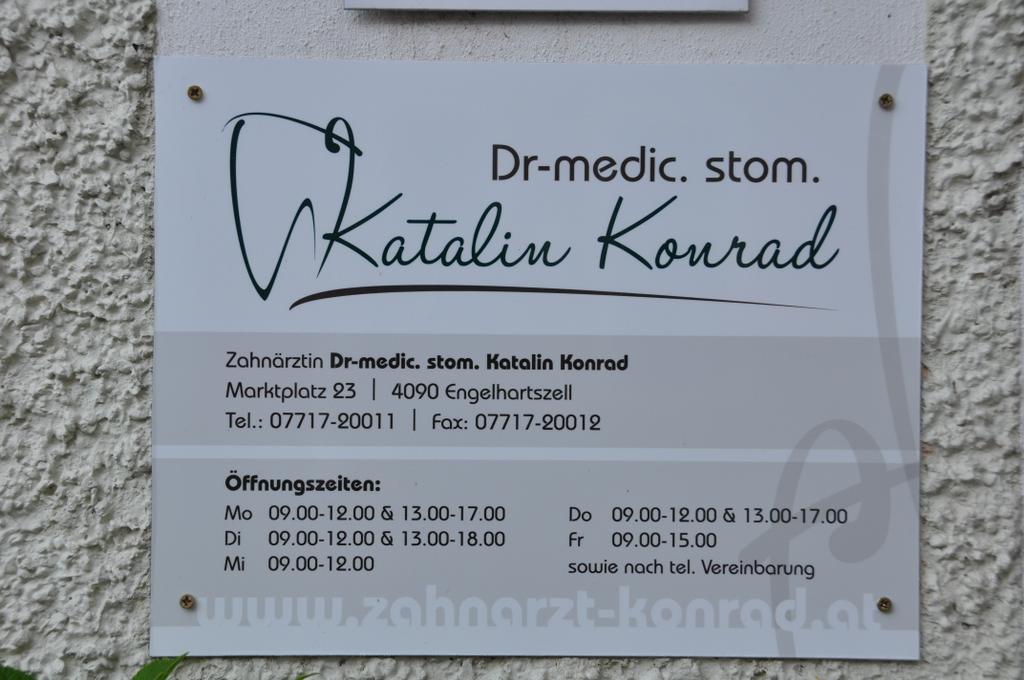 Dr-medic. stom.
Katalin Konrad
Zahnärztin Dr-medic. stom. Katalin Konrad
Marktplatz 23 | 4090 Engelhartszell
Tel.: 07717-20011 | Fax: 07717-20012
Öffnungszeiten:
Mo 09.00-12.00 & 13.00-17.00
Di 09.00-12.00 & 13.00-18.00
Mi 09.00-12.00
Do 09.00-12.00 & 13.00-17.00
Fr 09.00-15.00
sowie nach tel. Vereinbarung
www.zahnarzt-konrad.at